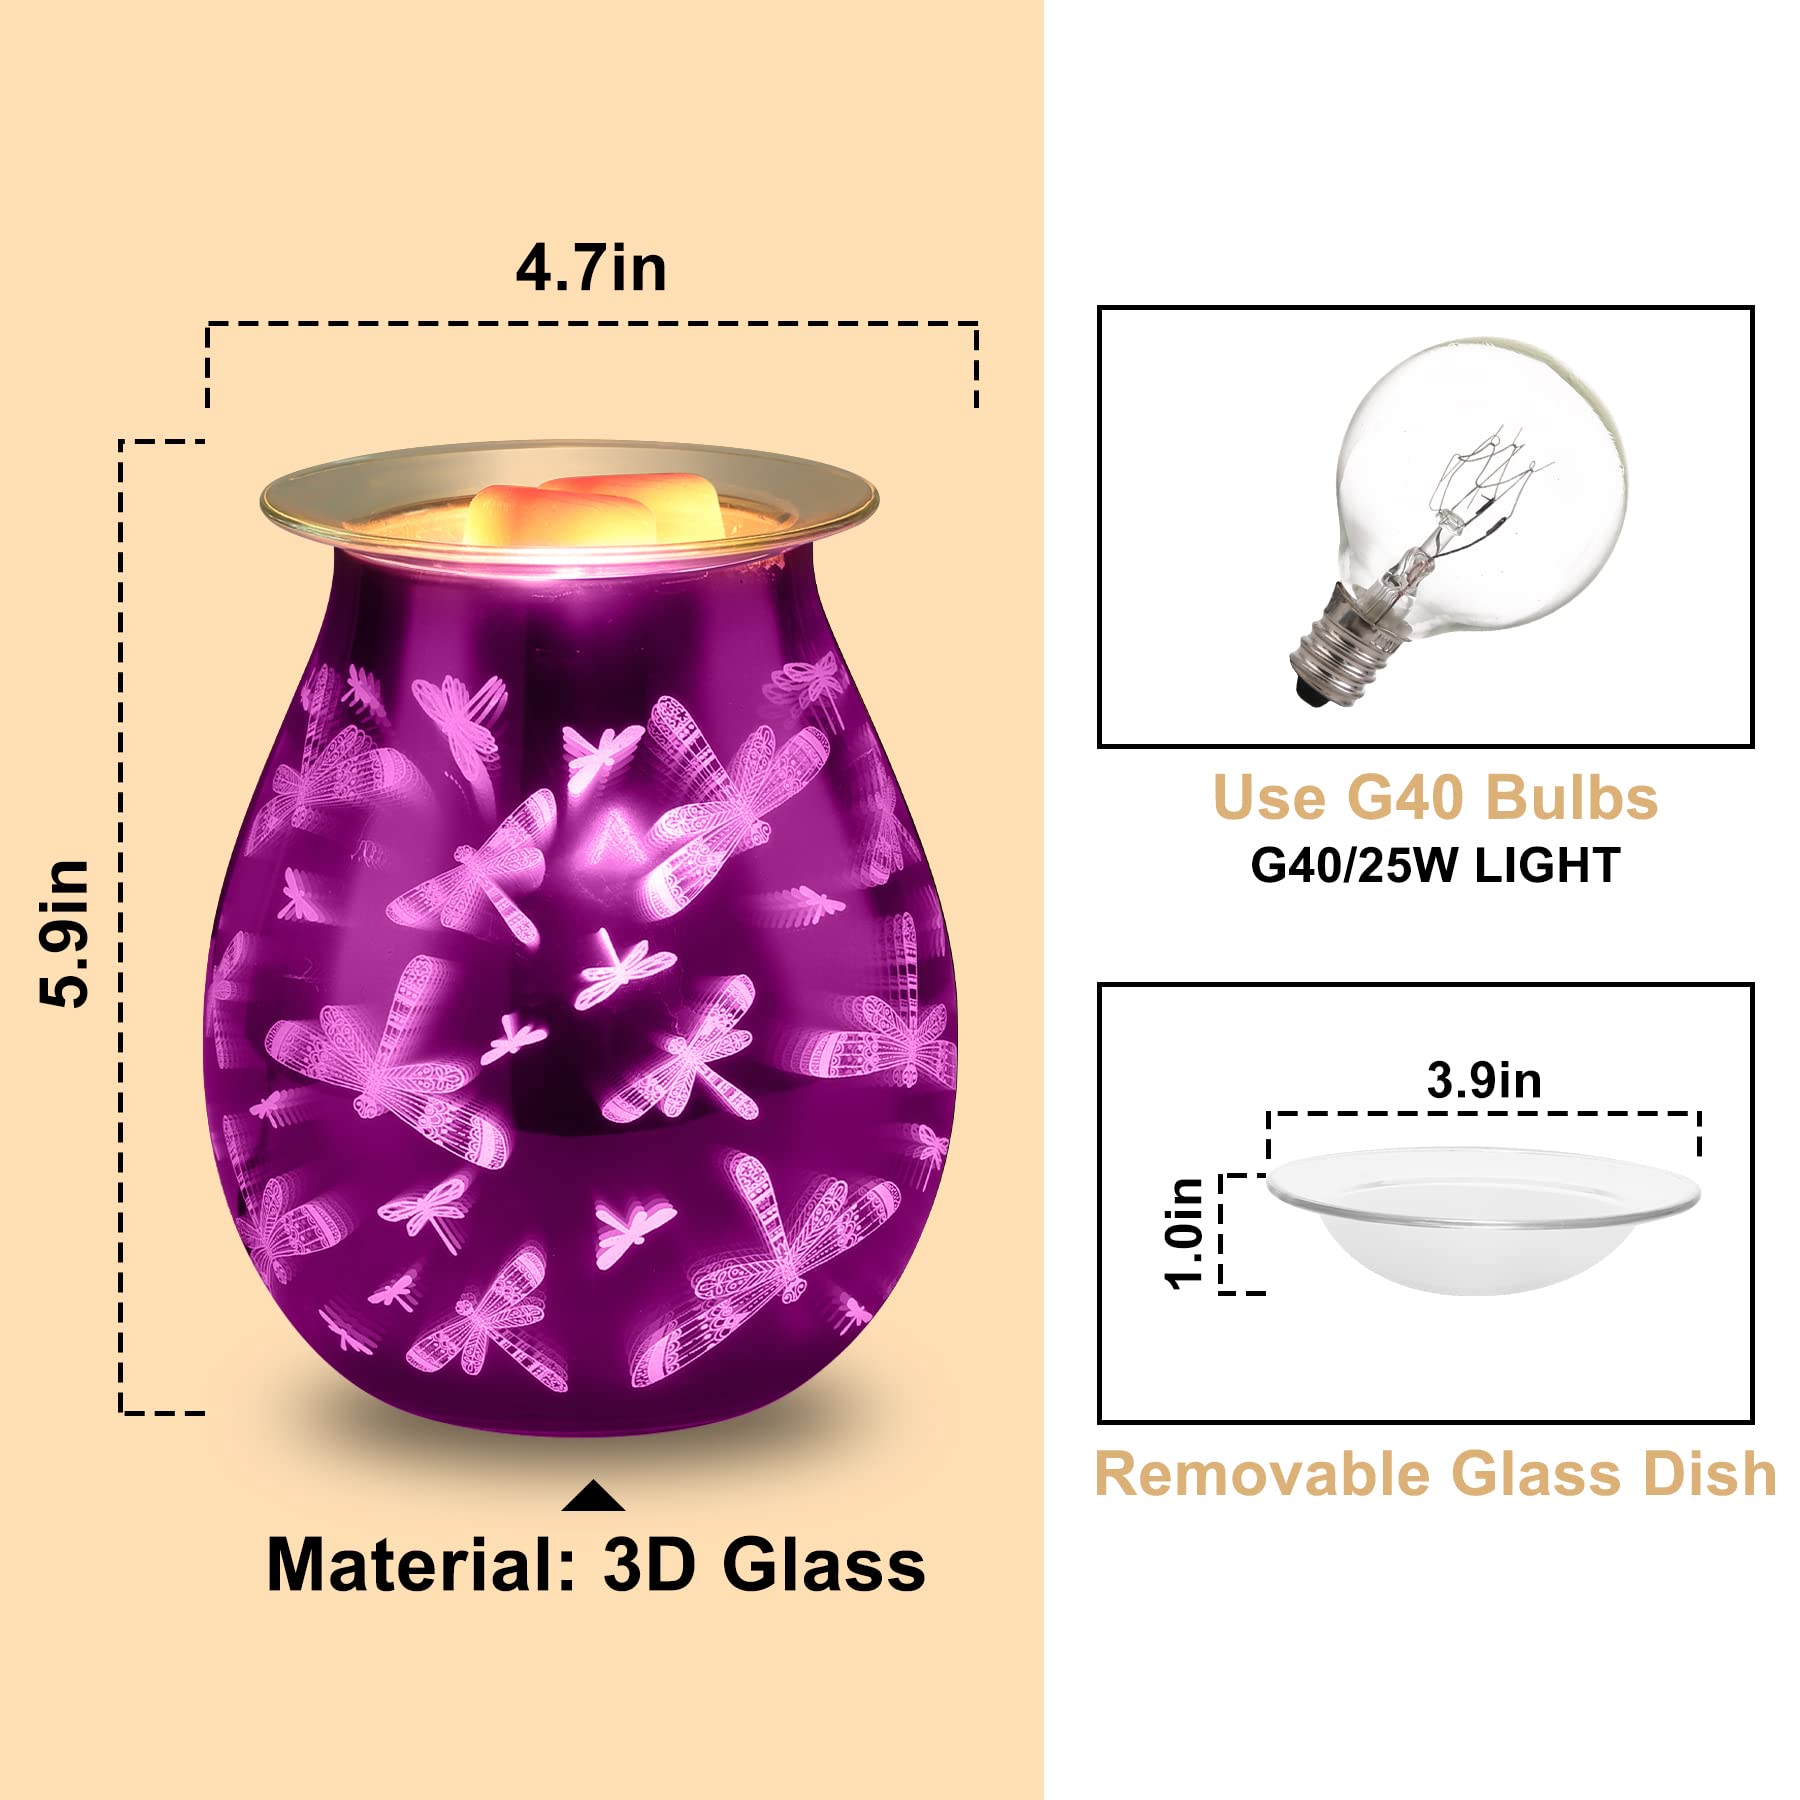 4.7in
5.9in
Material: 3D Glass
Use G40 Bulbs
G40/25W LIGHT
3.9in
1.0in
Removable Glass Dish